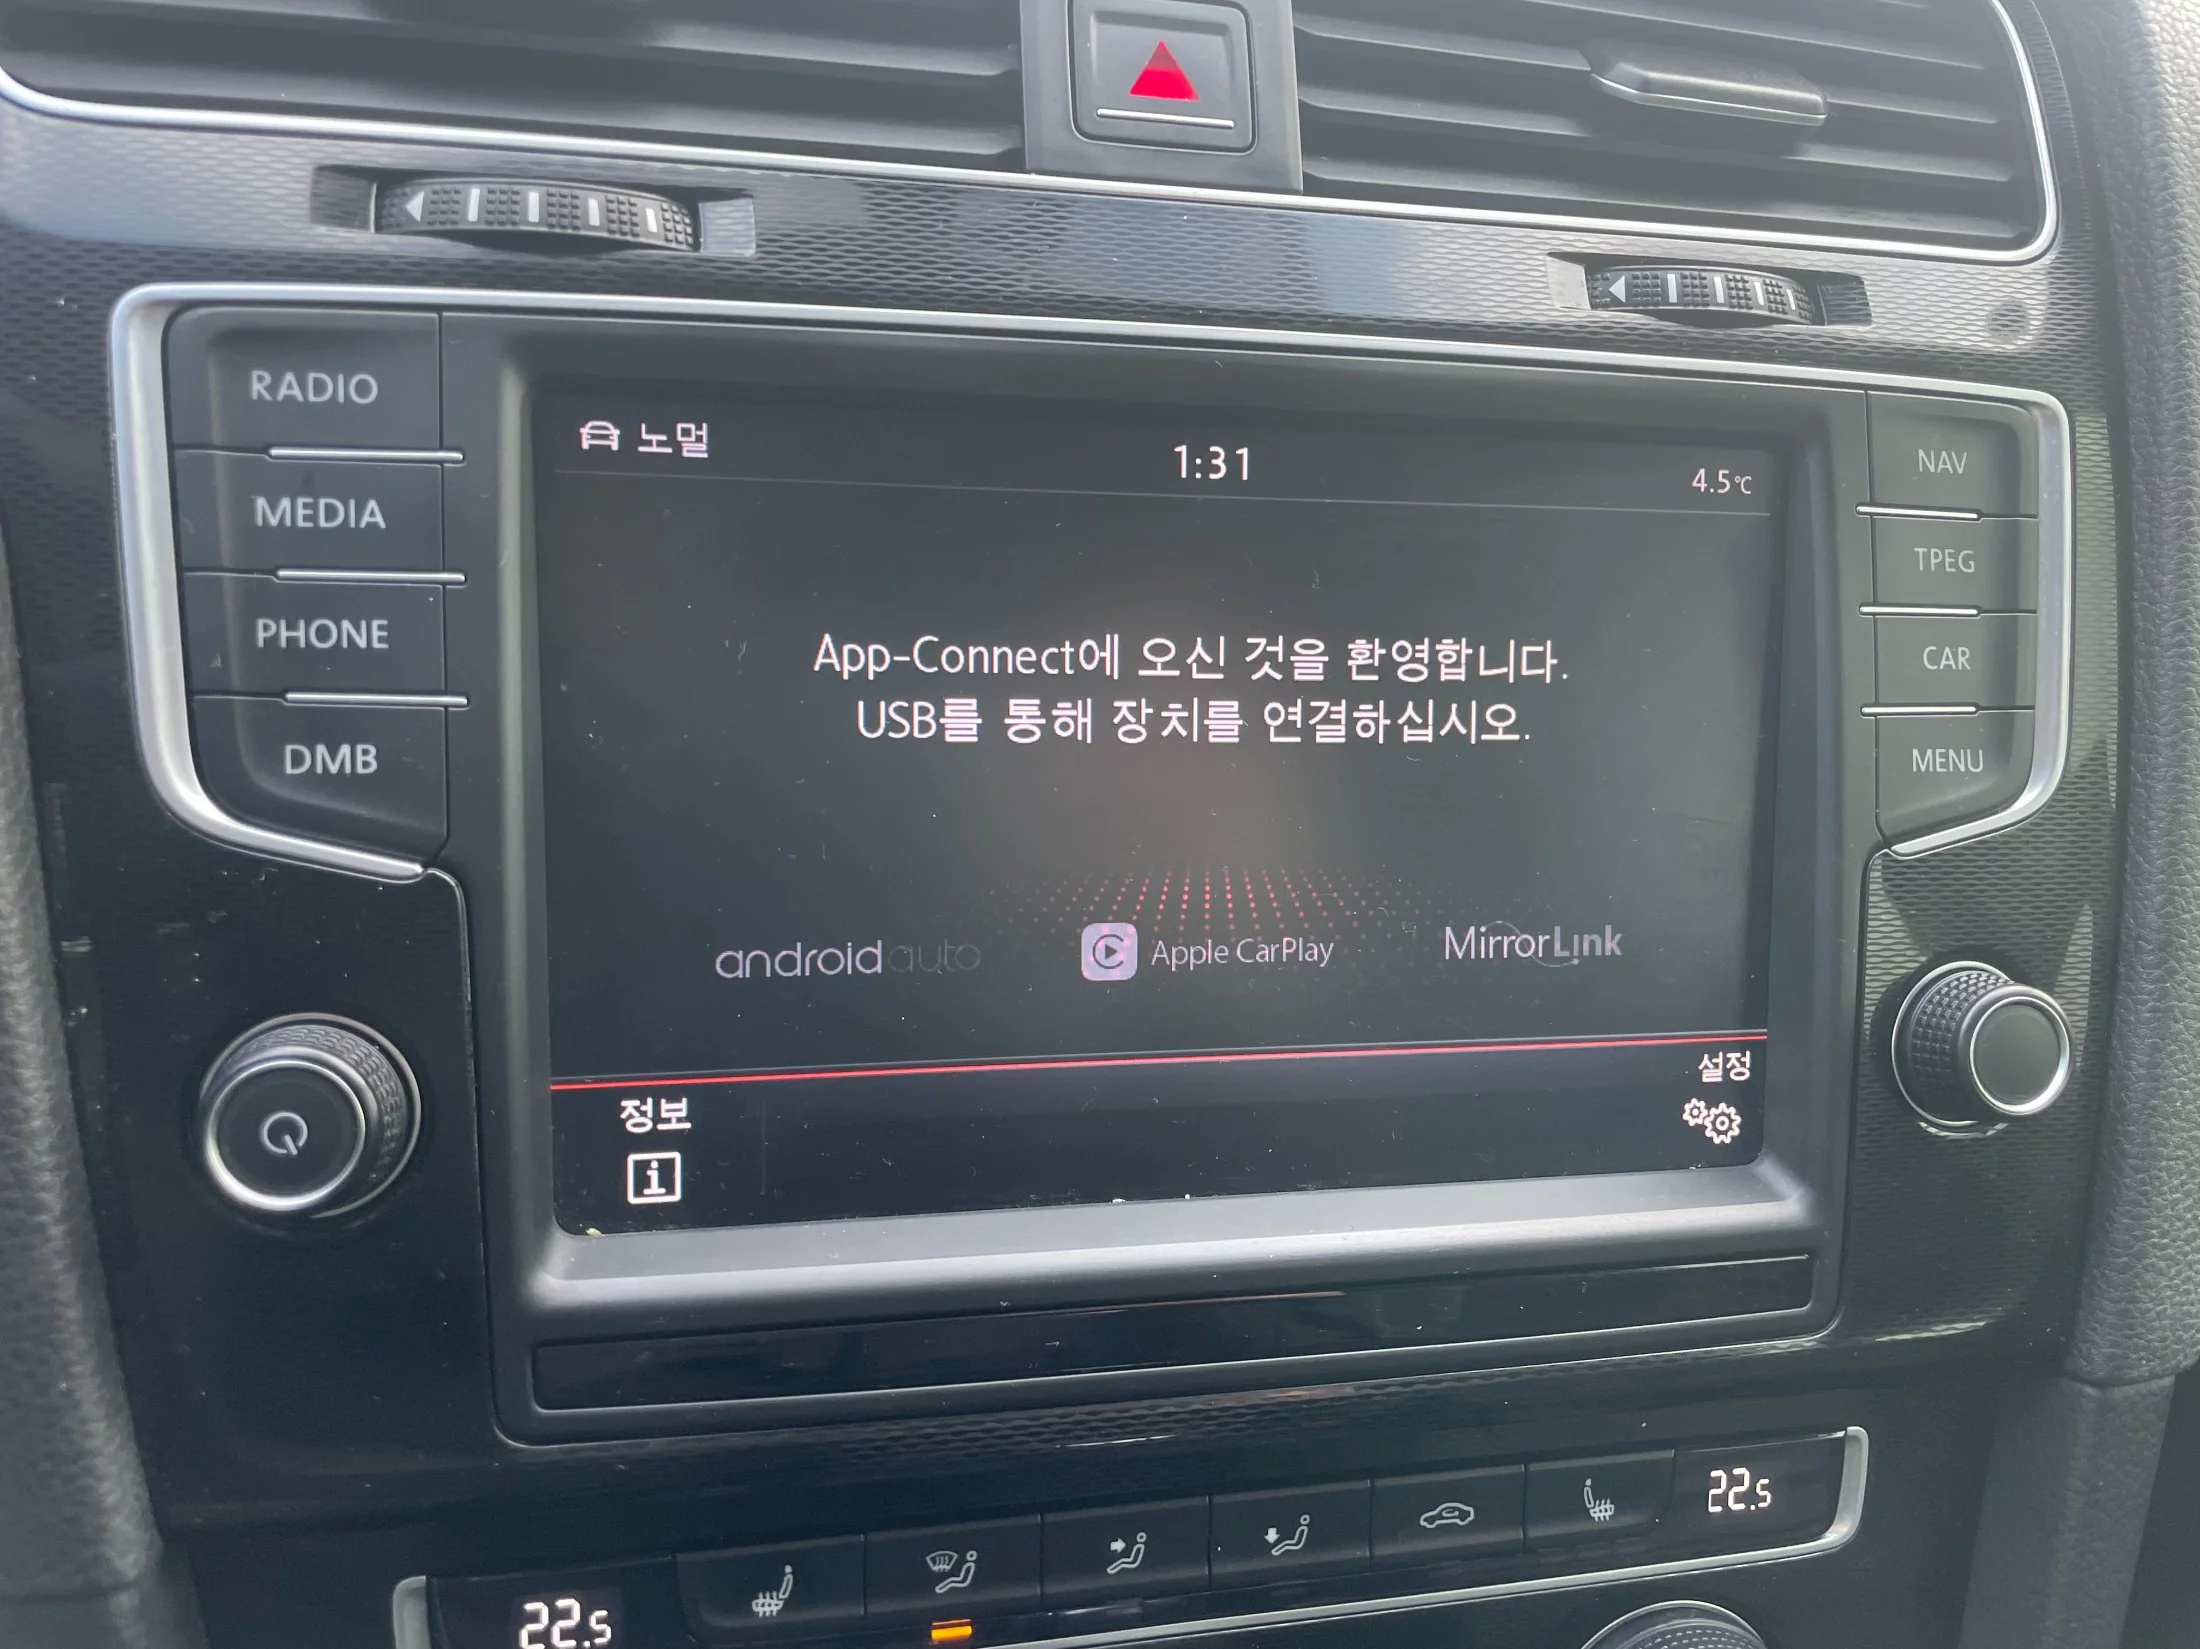 RADIO
MEDIA
PHONE
DMB
노멀
1:31
4.5°C
App-Connect에 오신 것을 환영합니다.
USB를 통해 장치를 연결하십시오.
android auto
Apple CarPlay
MirrorLink
정보
i
설정
NAV
TPEG
CAR
MENU
22.5
22.5